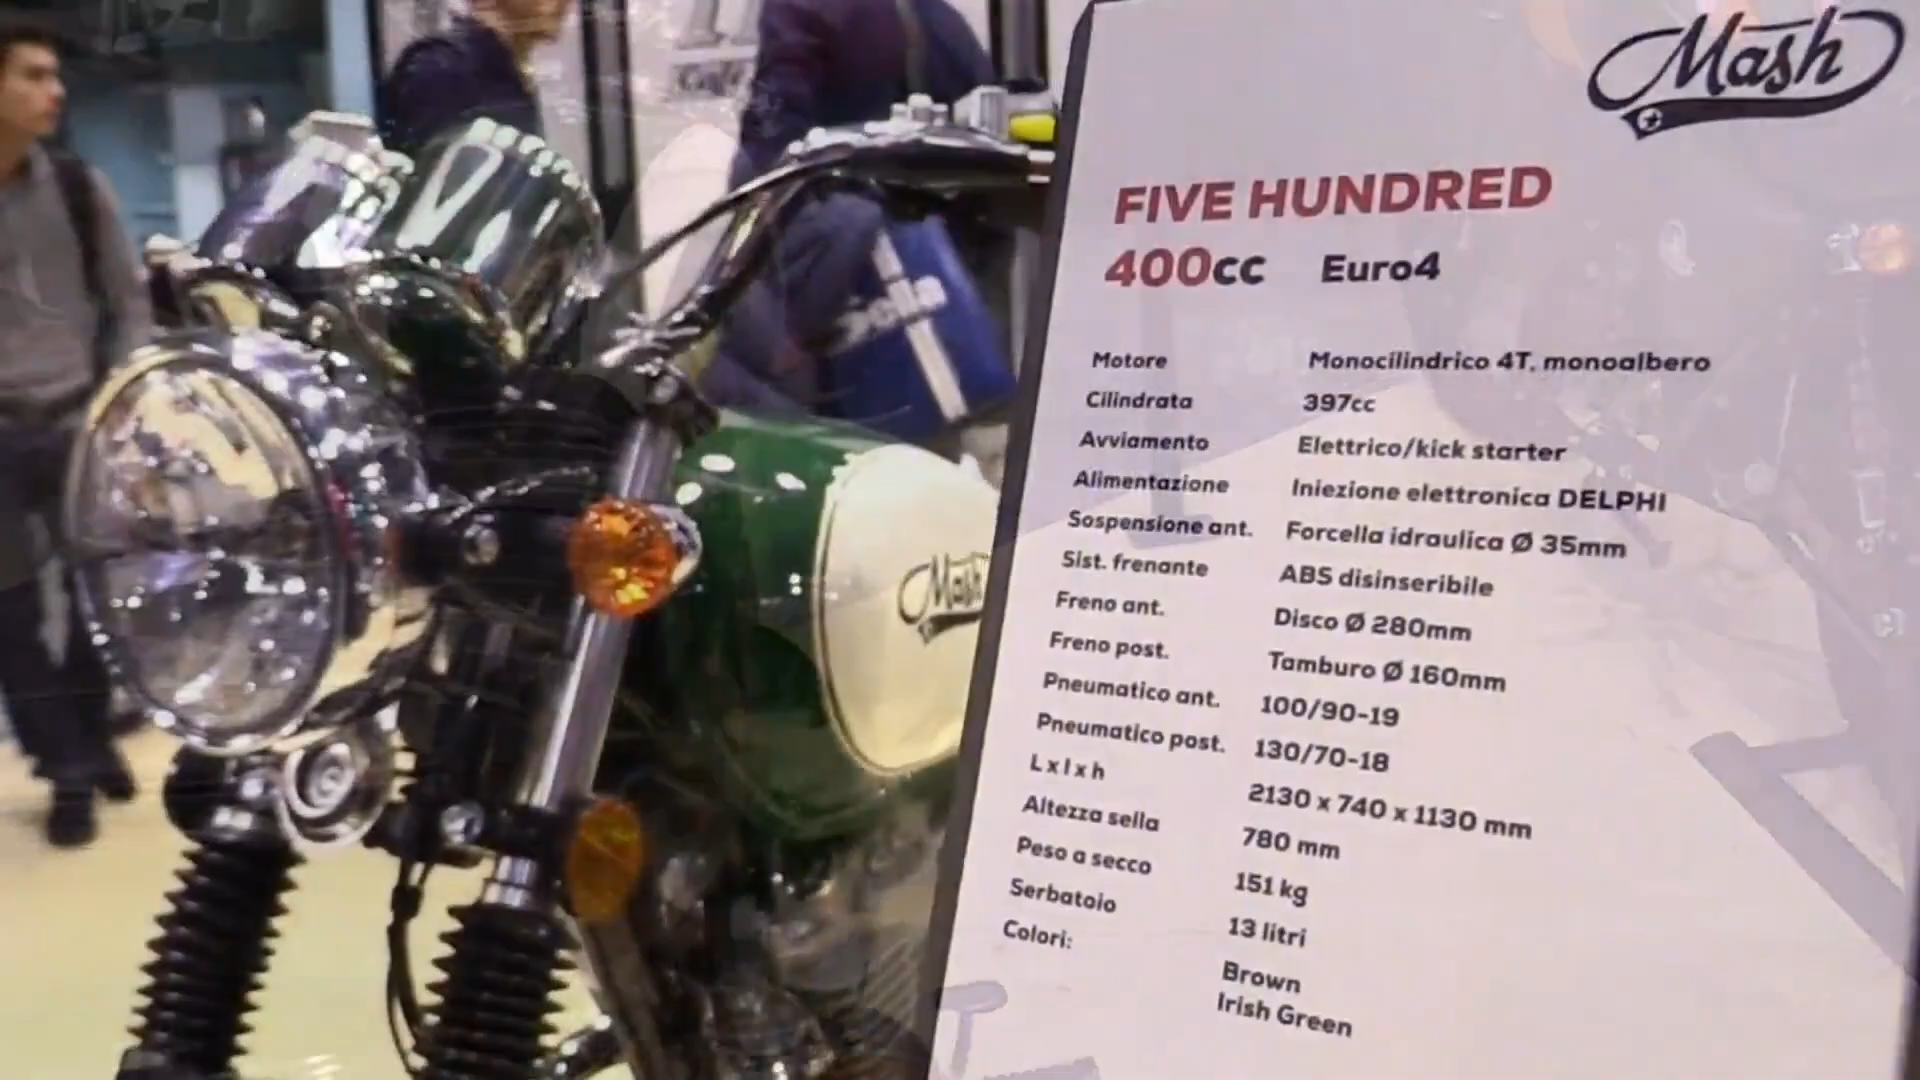 Mash
FIVE HUNDRED
400cc Euro4
Motore Monocilindrico 4T, monoalbero
Cilindrata 397cc
Avviamento Elettrico/kick starter
Alimentazione Iniezione elettronica DELPHI
Sospensione ant. Forcella idraulica Ø 35mm
Sist. frenante ABS disinseribile
Freno ant. Disco Ø 280mm
Freno post. Tamburo Ø 160mm
Pneumatico ant. 100/90-19
Pneumatico post. 130/70-18
L x l x h 2130 x 740 x 1130 mm
Altezza sella 780 mm
Peso a secco 151 kg
Serbatoio 13 litri
Colori: Brown
Irish Green
Mash